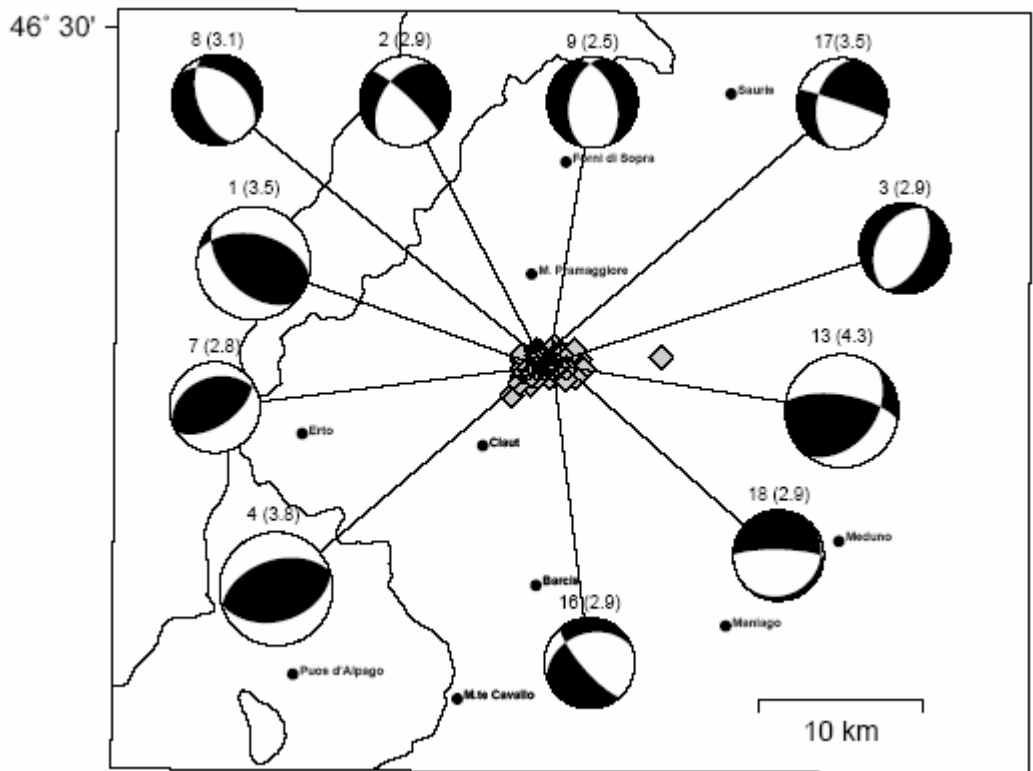 46° 30'
8 (3.1)
2 (2.9)
9 (2.5)
17(3.5)
Sauris
Forni di Sopra
1 (3.5)
3 (2.9)
M. Pramaggiore
13 (4.3)
7 (2.8)
Erto
Claut
18 (2.9)
4 (3.8)
Meduno
Barcis
16 (2.9)
Maniago
Puos d'Alpago
M.te Cavallo
10 km